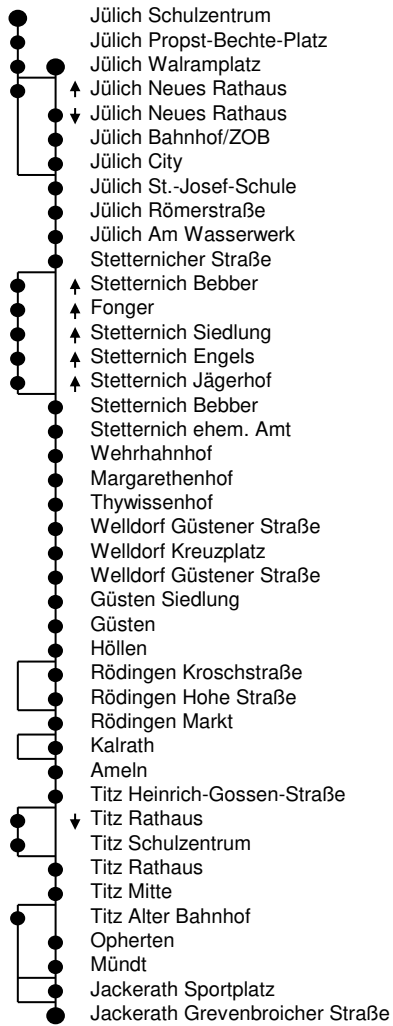 Jülich Schulzentrum
Jülich Propst-Bechte-Platz
Jülich Walramplatz
Jülich Neues Rathaus
Jülich Neues Rathaus
Jülich Bahnhof/ZOB
Jülich City
Jülich St.-Josef-Schule
Jülich Römerstraße
Jülich Am Wasserwerk
Stetternicher Straße
Stetternich Bebber
Fonger
Stetternich Siedlung
Stetternich Engels
Stetternich Jägerhof
Stetternich Bebber
Stetternich ehem. Amt
Wehrhahnhof
Margarethenhof
Thywissenhof
Welldorf Güstener Straße
Welldorf Kreuzplatz
Welldorf Güstener Straße
Güsten Siedlung
Güsten
Höllen
Rödingen Kroschstraße
Rödingen Hohe Straße
Rödingen Markt
Kalrath
Ameln
Titz Heinrich-Gossen-Straße
Titz Rathaus
Titz Schulzentrum
Titz Rathaus
Titz Mitte
Titz Alter Bahnhof
Opherten
Mündt
Jackerath Sportplatz
Jackerath Grevenbroicher Straße